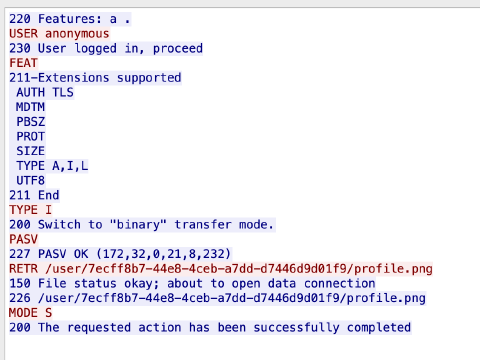 220 Features: a .
USER anonymous
230 User logged in, proceed
FEAT
211-Extensions supported
 AUTH TLS
 MDTM
 PBSZ
 PROT
 SIZE
 TYPE A,I,L
 UTF8
211 End
TYPE I
200 Switch to "binary" transfer mode.
PASV
227 PASV OK (172,32,0,21,8,232)
RETR /user/7ecff8b7-44e8-4ceb-a7dd-d7446d9d01f9/profile.png
150 File status okay; about to open data connection
226 /user/7ecff8b7-44e8-4ceb-a7dd-d7446d9d01f9/profile.png
MODE S
200 The requested action has been successfully completed